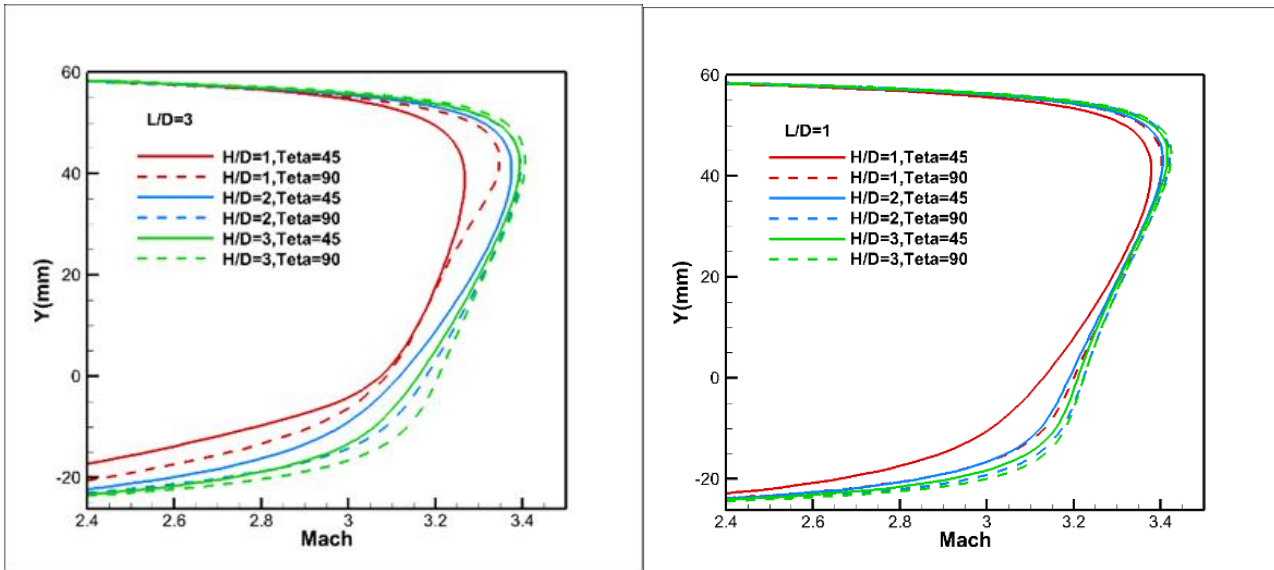 60
40
20
0
-20
Y(mm)
L/D=3
H/D=1,Teta=45
H/D=1,Teta=90
H/D=2,Teta=45
H/D=2,Teta=90
H/D=3,Teta=45
H/D=3,Teta=90
2.4 2.6 2.8 3 3.2 3.4
Mach
60
40
20
0
-20
Y(mm)
L/D=1
H/D=1,Teta=45
H/D=1,Teta=90
H/D=2,Teta=45
H/D=2,Teta=90
H/D=3,Teta=45
H/D=3,Teta=90
2.4 2.6 2.8 3 3.2 3.4
Mach